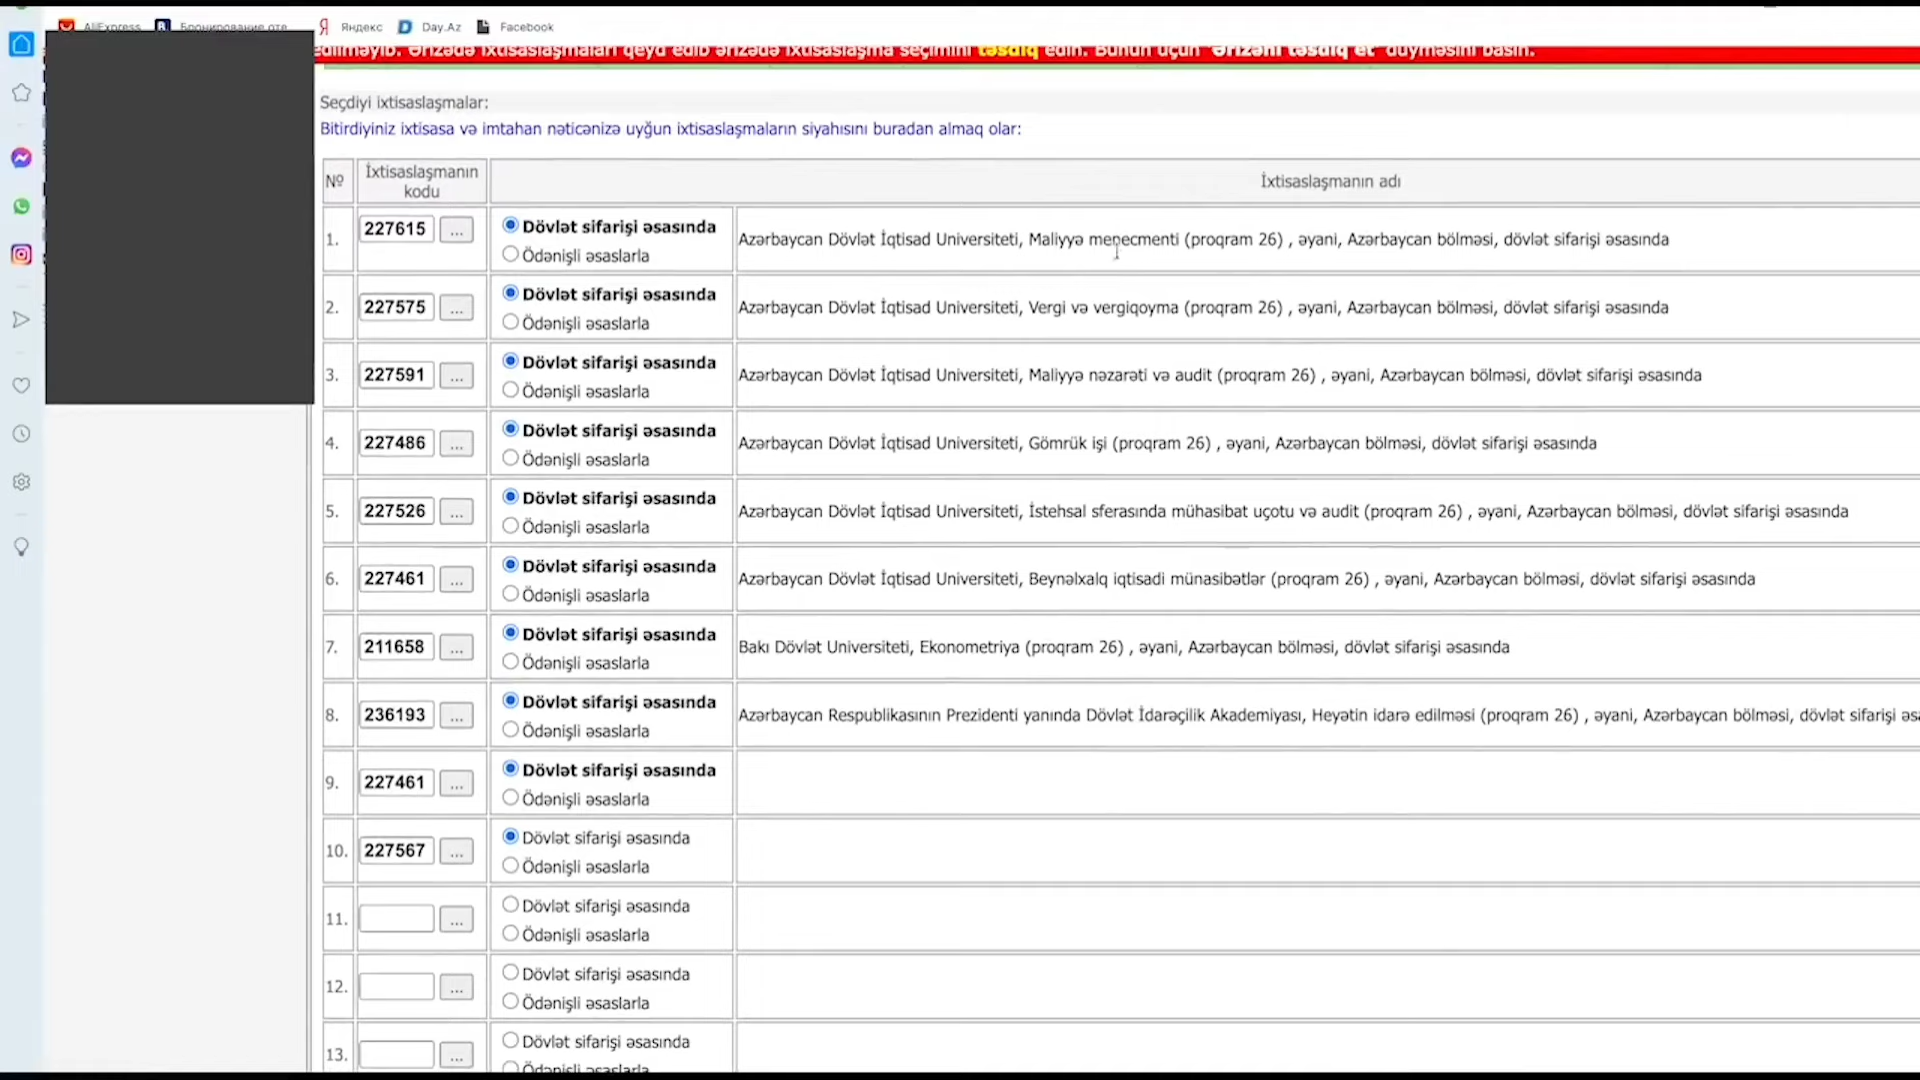 AliExpress Бронирование оте Яндекс Day.Az Facebook
edilməyib. Ərizədə ixtisaslaşmaları qeyd edib ərizədə ixtisaslaşma seçimini təsdiq edin. Bunun üçün "Ərizəni təsdiq et" düyməsini basın.
Seçdiyi ixtisaslaşmalar:
Bitirdiyiniz ixtisasa və imtahan nəticənizə uyğun ixtisaslaşmaların siyahısını buradan almaq olar:
№ İxtisaslaşmanın kodu İxtisaslaşmanın adı
1. 227615 ... Dövlət sifarişi əsasında
Ödənişli əsaslarla
Azərbaycan Dövlət İqtisad Universiteti, Maliyyə menecmenti (proqram 26) , əyani, Azərbaycan bölməsi, dövlət sifarişi əsasında
2. 227575 ... Dövlət sifarişi əsasında
Ödənişli əsaslarla
Azərbaycan Dövlət İqtisad Universiteti, Vergi və vergiqoyma (proqram 26) , əyani, Azərbaycan bölməsi, dövlət sifarişi əsasında
3. 227591 ... Dövlət sifarişi əsasında
Ödənişli əsaslarla
Azərbaycan Dövlət İqtisad Universiteti, Maliyyə nəzarəti və audit (proqram 26) , əyani, Azərbaycan bölməsi, dövlət sifarişi əsasında
4. 227486 ... Dövlət sifarişi əsasında
Ödənişli əsaslarla
Azərbaycan Dövlət İqtisad Universiteti, Gömrük işi (proqram 26) , əyani, Azərbaycan bölməsi, dövlət sifarişi əsasında
5. 227526 ... Dövlət sifarişi əsasında
Ödənişli əsaslarla
Azərbaycan Dövlət İqtisad Universiteti, İstehsal sferasında mühasibat uçotu və audit (proqram 26) , əyani, Azərbaycan bölməsi, dövlət sifarişi əsasında
6. 227461 ... Dövlət sifarişi əsasında
Ödənişli əsaslarla
Azərbaycan Dövlət İqtisad Universiteti, Beynəlxalq iqtisadi münasibətlər (proqram 26) , əyani, Azərbaycan bölməsi, dövlət sifarişi əsasında
7. 211658 ... Dövlət sifarişi əsasında
Ödənişli əsaslarla
Bakı Dövlət Universiteti, Ekonometriya (proqram 26) , əyani, Azərbaycan bölməsi, dövlət sifarişi əsasında
8. 236193 ... Dövlət sifarişi əsasında
Ödənişli əsaslarla
Azərbaycan Respublikasının Prezidenti yanında Dövlət İdarəçilik Akademiyası, Heyətin idarə edilməsi (proqram 26) , əyani, Azərbaycan bölməsi, dövlət sifarişi əsa
9. 227461 ... Dövlət sifarişi əsasında
Ödənişli əsaslarla
10. 227567 ... Dövlət sifarişi əsasında
Ödənişli əsaslarla
11. ... Dövlət sifarişi əsasında
Ödənişli əsaslarla
12. ... Dövlət sifarişi əsasında
Ödənişli əsaslarla
13. ... Dövlət sifarişi əsasında
Ödənişli əsaslarla